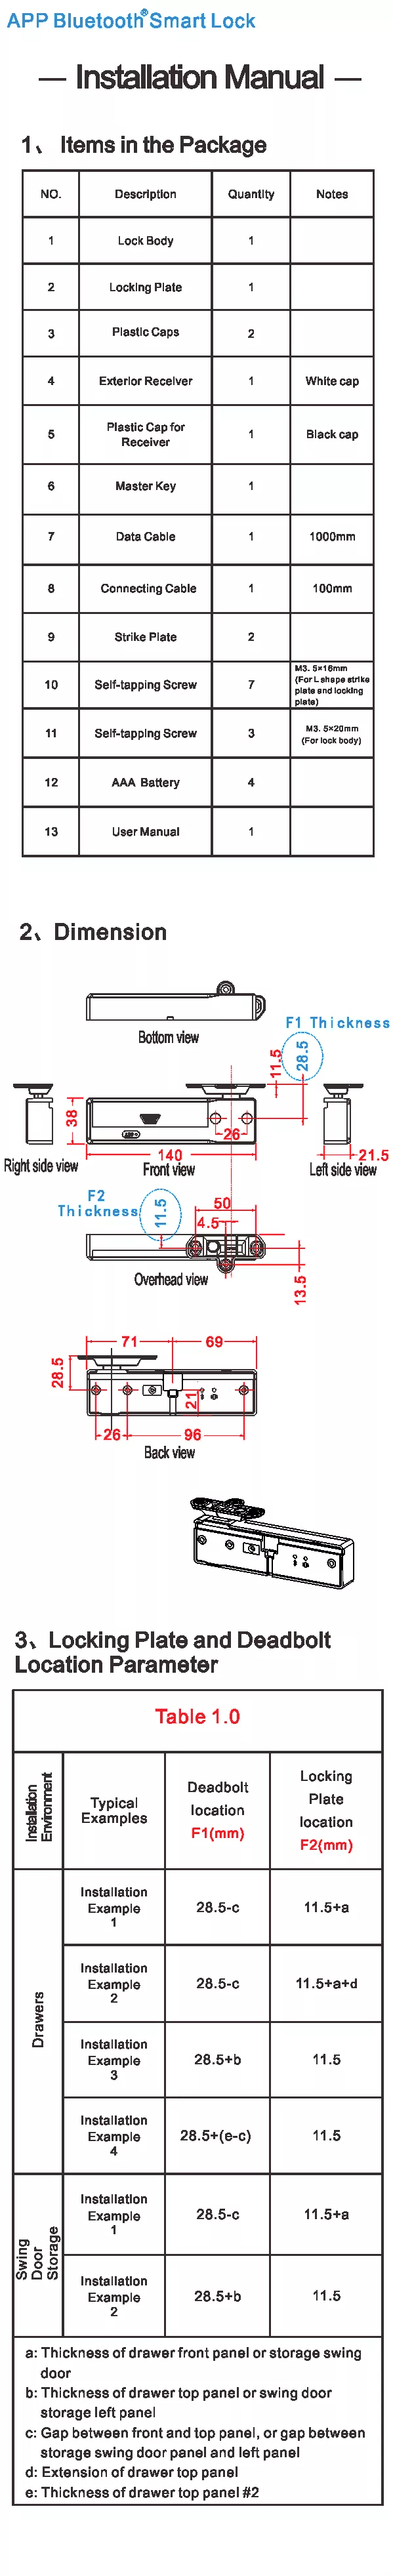 APP Bluetooth® Smart Lock
— Installation Manual —
1、 Items in the Package
NO. Description Quantity Notes
1 Lock Body 1
2 Locking Plate 1
3 Plastic Caps 2
4 Exterior Receiver 1 White cap
5 Plastic Cap for Receiver 1 Black cap
6 Master Key 1
7 Data Cable 1 1000mm
8 Connecting Cable 1 100mm
9 Strike Plate 2
10 Self-tapping Screw 7 M3. 5×16mm (For L shape strike plate and locking plate)
11 Self-tapping Screw 3 M3. 5×20mm (For lock body)
12 AAA Battery 4
13 User Manual 1
2、 Dimension
Bottom view
F1 Thickness
11.5
28.5
38
26
140
21.5
Right side view
Front view
Left side view
F2
Thickness
11.5
50
4.5
13.5
Overhead view
71
69
28.5
21
26
96
Back view
3、 Locking Plate and Deadbolt
Location Parameter
Table 1.0
Installation Environment
Typical Examples
Deadbolt location F1(mm)
Locking Plate location F2(mm)
Drawers
Installation Example 1 28.5-c 11.5+a
Installation Example 2 28.5-c 11.5+a+d
Installation Example 3 28.5+b 11.5
Installation Example 4 28.5+(e-c) 11.5
Swing Door Storage
Installation Example 1 28.5-c 11.5+a
Installation Example 2 28.5+b 11.5
a: Thickness of drawer front panel or storage swing
door
b: Thickness of drawer top panel or swing door
storage left panel
c: Gap between front and top panel, or gap between
storage swing door panel and left panel
d: Extension of drawer top panel
e: Thickness of drawer top panel #2